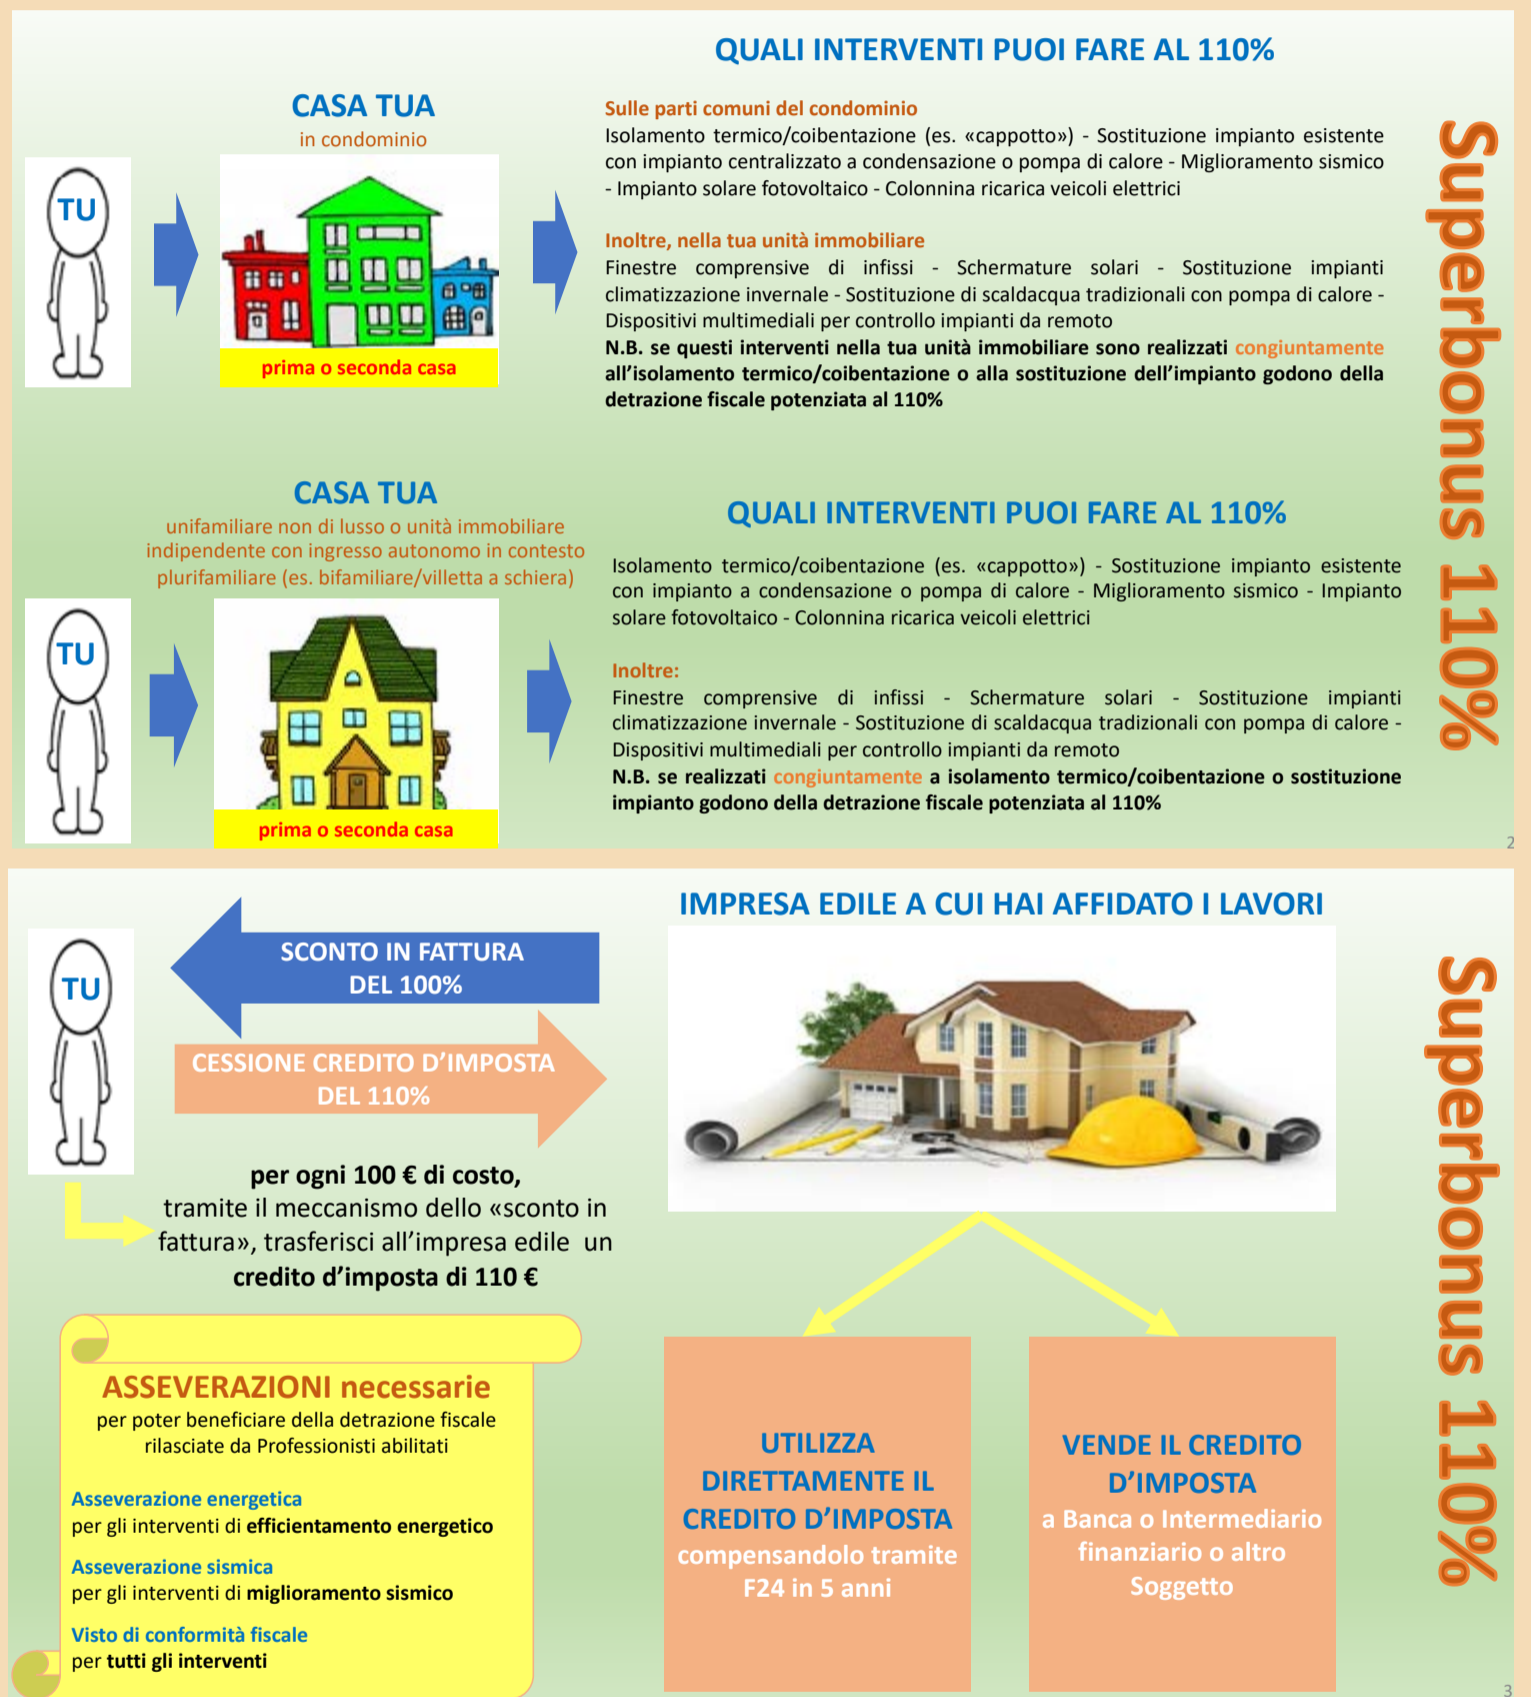 QUALI INTERVENTI PUOI FARE AL 110%
CASA TUA
in condominio
TU
prima o seconda casa
Sulle parti comuni del condominio
Isolamento termico/coibentazione (es. «cappotto») - Sostituzione impianto esistente
con impianto centralizzato a condensazione o pompa di calore - Miglioramento sismico
- Impianto solare fotovoltaico - Colonnina ricarica veicoli elettrici
Inoltre, nella tua unità immobiliare
Finestre comprensive di infissi - Schermature solari - Sostituzione impianti
climatizzazione invernale - Sostituzione di scaldacqua tradizionali con pompa di calore -
Dispositivi multimediali per controllo impianti da remoto
N.B. se questi interventi nella tua unità immobiliare sono realizzati congiuntamente
all’isolamento termico/coibentazione o alla sostituzione dell’impianto godono della
detrazione fiscale potenziata al 110%
Superbonus 110%
CASA TUA
unifamiliare non di lusso o unità immobiliare
indipendente con ingresso autonomo in contesto
plurifamiliare (es. bifamiliare/villetta a schiera)
TU
prima o seconda casa
QUALI INTERVENTI PUOI FARE AL 110%
Isolamento termico/coibentazione (es. «cappotto») - Sostituzione impianto esistente
con impianto a condensazione o pompa di calore - Miglioramento sismico - Impianto
solare fotovoltaico - Colonnina ricarica veicoli elettrici
Inoltre:
Finestre comprensive di infissi - Schermature solari - Sostituzione impianti
climatizzazione invernale - Sostituzione di scaldacqua tradizionali con pompa di calore -
Dispositivi multimediali per controllo impianti da remoto
N.B. se realizzati congiuntamente a isolamento termico/coibentazione o sostituzione
impianto godono della detrazione fiscale potenziata al 110%
2
TU
SCONTO IN FATTURA
DEL 100%
CESSIONE CREDITO D’IMPOSTA
DEL 110%
per ogni 100 € di costo,
tramite il meccanismo dello «sconto in
fattura», trasferisci all’impresa edile un
credito d’imposta di 110 €
IMPRESA EDILE A CUI HAI AFFIDATO I LAVORI
Superbonus 110%
ASSEVERAZIONI necessarie
per poter beneficiare della detrazione fiscale
rilasciate da Professionisti abilitati
Asseverazione energetica
per gli interventi di efficientamento energetico
Asseverazione sismica
per gli interventi di miglioramento sismico
Visto di conformità fiscale
per tutti gli interventi
UTILIZZA
DIRETTAMENTE IL
CREDITO D’IMPOSTA
compensandolo tramite
F24 in 5 anni
VENDE IL CREDITO
D’IMPOSTA
a Banca o Intermediario
finanziario o altro
Soggetto
3